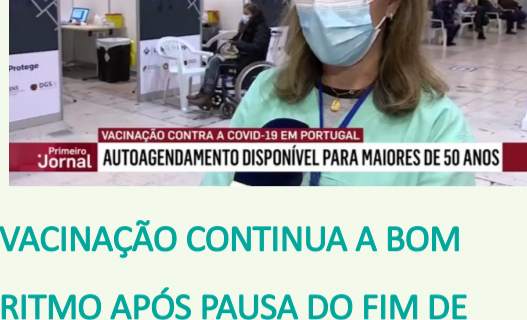 Protege
DGS
VACINAÇÃO CONTRA A COVID-19 EM PORTUGAL
Primeiro
Jornal
AUTOAGENDAMENTO DISPONÍVEL PARA MAIORES DE 50 ANOS
VACINAÇÃO CONTINUA A BOM
RITMO APÓS PAUSA DO FIM DE